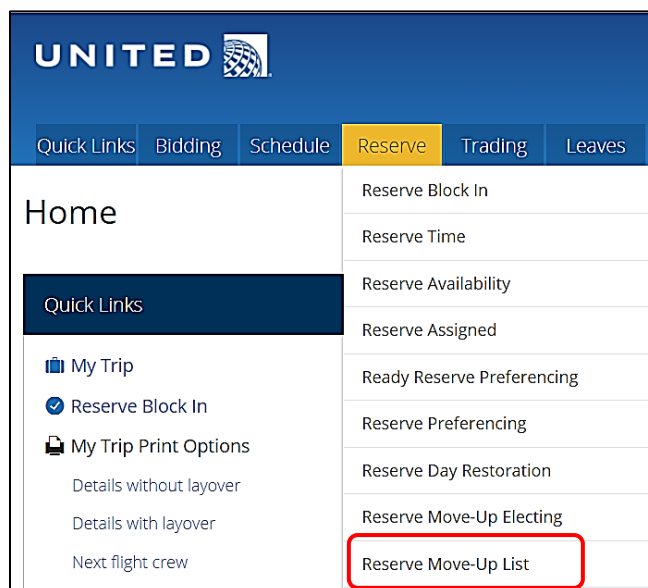 UNITED
Quick Links Bidding Schedule Reserve Trading Leaves
Home
Quick Links
My Trip
Reserve Block In
My Trip Print Options
Details without layover
Details with layover
Next flight crew
Reserve Block In
Reserve Time
Reserve Availability
Reserve Assigned
Ready Reserve Preferencing
Reserve Preferencing
Reserve Day Restoration
Reserve Move-Up Electing
Reserve Move-Up List